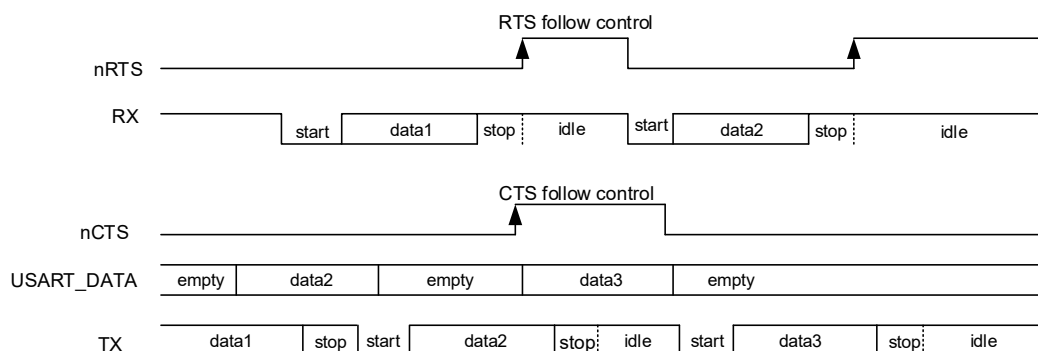 RTS follow control
nRTS
RX start data1 stop idle start data2 stop idle
CTS follow control
nCTS
USART_DATA empty data2 empty data3 empty
TX data1 stop start data2 stop idle start data3 stop idle